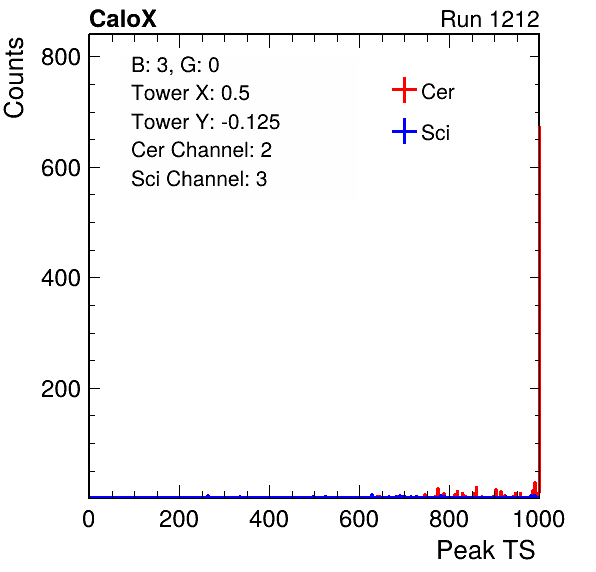 CaloX
Run 1212
Counts
800
600
400
200
B: 3, G: 0
Tower X: 0.5
Tower Y: -0.125
Cer Channel: 2
Sci Channel: 3
Cer
Sci
0 200 400 600 800 1000
Peak TS